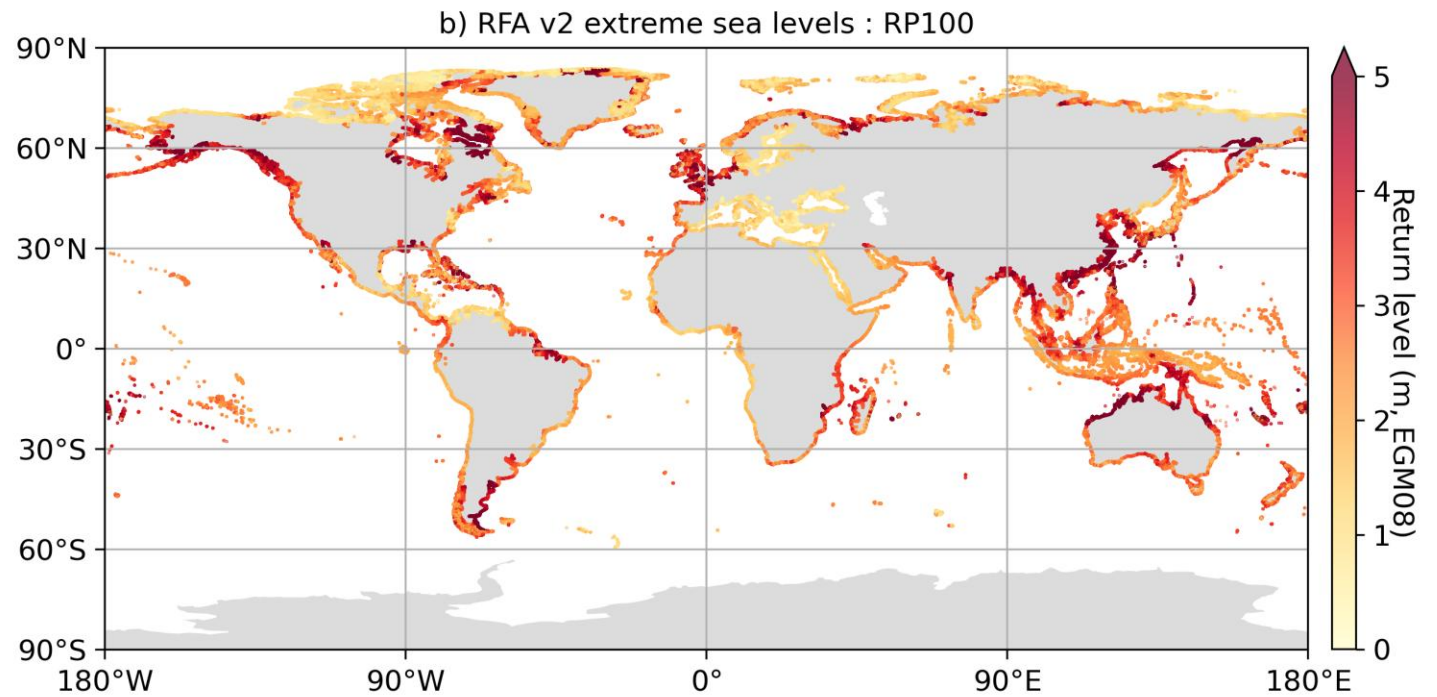 b) RFA v2 extreme sea levels : RP100
90°N
60°N
30°N
0°
30°S
60°S
90°S
180°W
90°W
0°
90°E
180°E
5
4
3
2
1
0
Return level (m, EGM08)